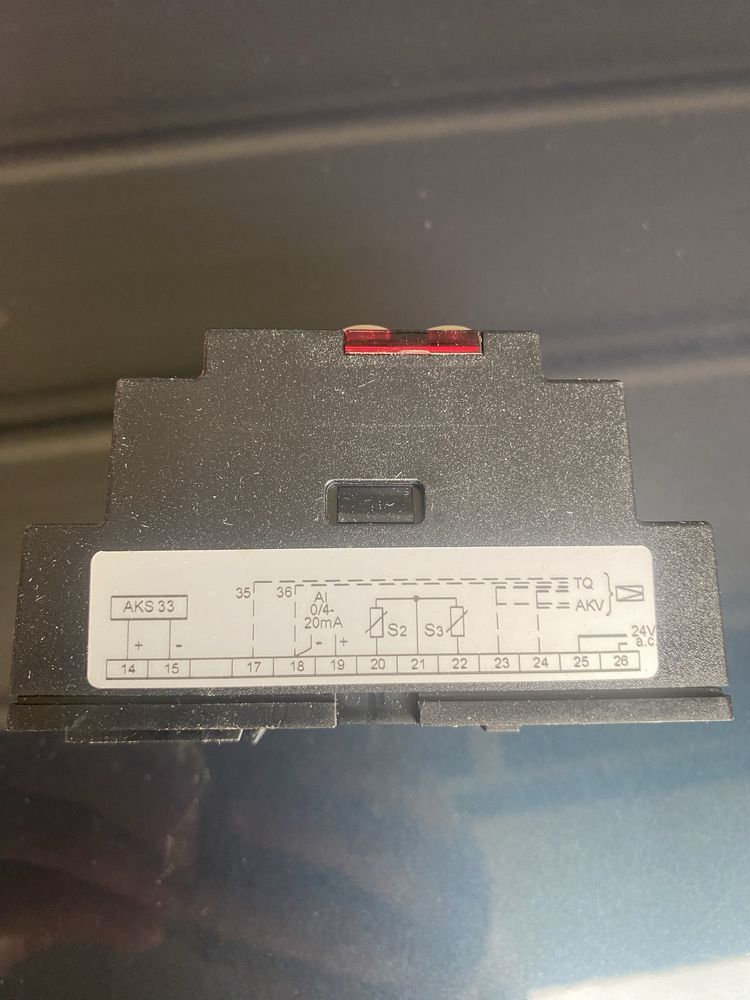 AKS 33
+ -
35
36
AI
0/4-
20mA
- +
S2
S3
TQ
AKV
24V
a.c.
14 15 17 18 19 20 21 22 23 24 25 26